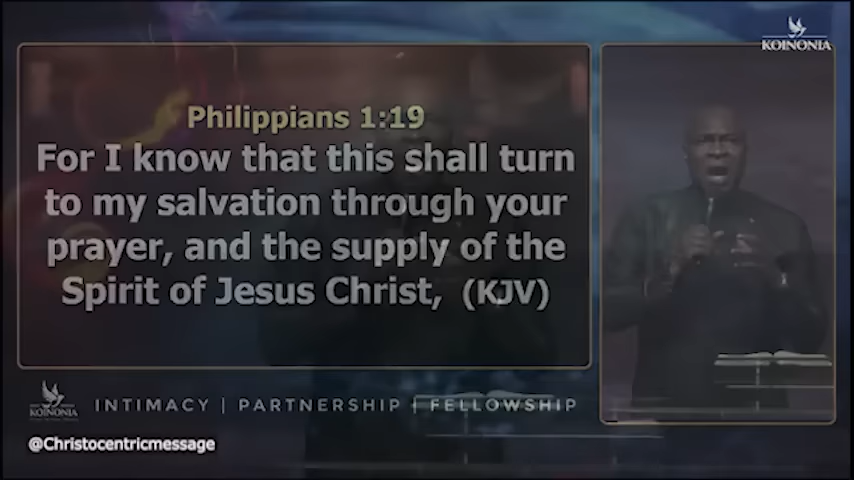 KOINONIA
Philippians 1:19
For I know that this shall turn
to my salvation through your
prayer, and the supply of the
Spirit of Jesus Christ, (KJV)
KOINONIA
INTIMACY | PARTNERSHIP | FELLOWSHIP
@Christocentricmessage